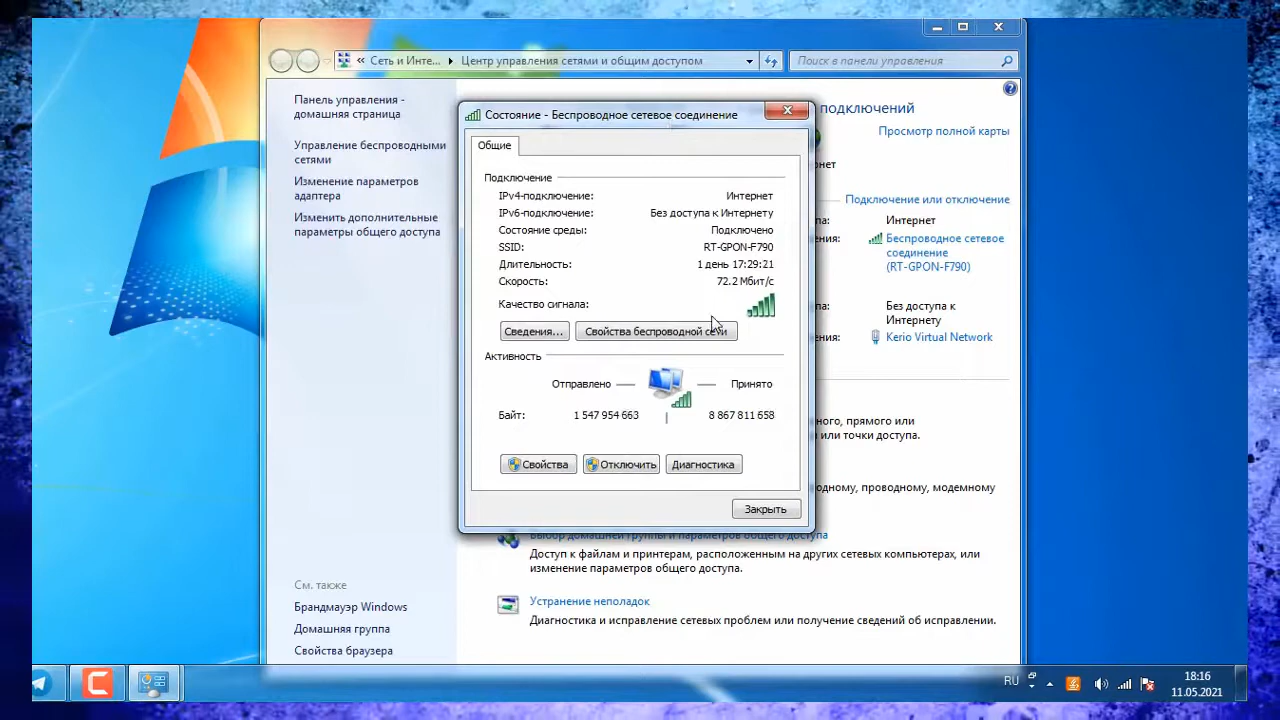 « Сеть и Инте...
Центр управления сетями и общим доступом
Поиск в панели управления
Панель управления -
домашняя страница
Управление беспроводными
сетями
Изменение параметров
адаптера
Изменить дополнительные
параметры общего доступа
См. также
Брандмауэр Windows
Домашняя группа
Свойства браузера
Состояние - Беспроводное сетевое соединение
Общие
Подключение
IPv4-подключение: Интернет
IPv6-подключение: Без доступа к Интернету
Состояние среды: Подключено
SSID: RT-GPON-F790
Длительность: 1 день 17:29:21
Скорость: 72.2 Мбит/с
Качество сигнала:
Сведения... Свойства беспроводной сети
Активность
Отправлено Принято
Байт: 1 547 954 663 8 867 811 658
Свойства Отключить Диагностика
Закрыть
подключений
Просмотр полной карты
Подключение или отключение
Интернет
Беспроводное сетевое
соединение
(RT-GPON-F790)
Без доступа к
Интернету
Kerio Virtual Network
прямого или
или точки доступа.
проводному, модемному
Выбор домашней группы и параметров общего доступа
Доступ к файлам и принтерам, расположенным на других сетевых компьютерах, или
изменение параметров общего доступа.
Устранение неполадок
Диагностика и исправление сетевых проблем или получение сведений об исправлении.
RU
18:16
11.05.2021